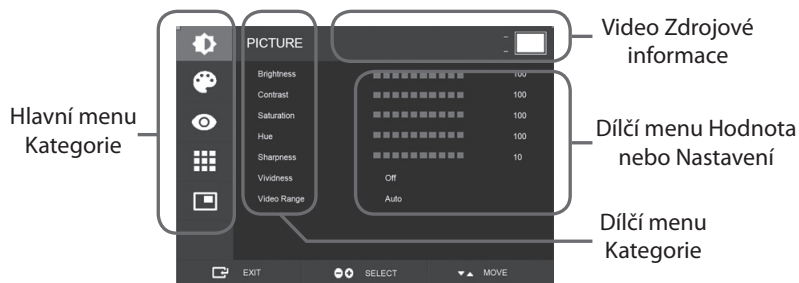 Video Zdrojové
informace
PICTURE
Hlavní menu
Kategorie
Brightness 100
Contrast 100
Saturation 100
Hue 100
Sharpness 10
Vividness Off
Video Range Auto
Dílčí menu Hodnota
nebo Nastavení
Dílčí menu
Kategorie
EXIT SELECT MOVE